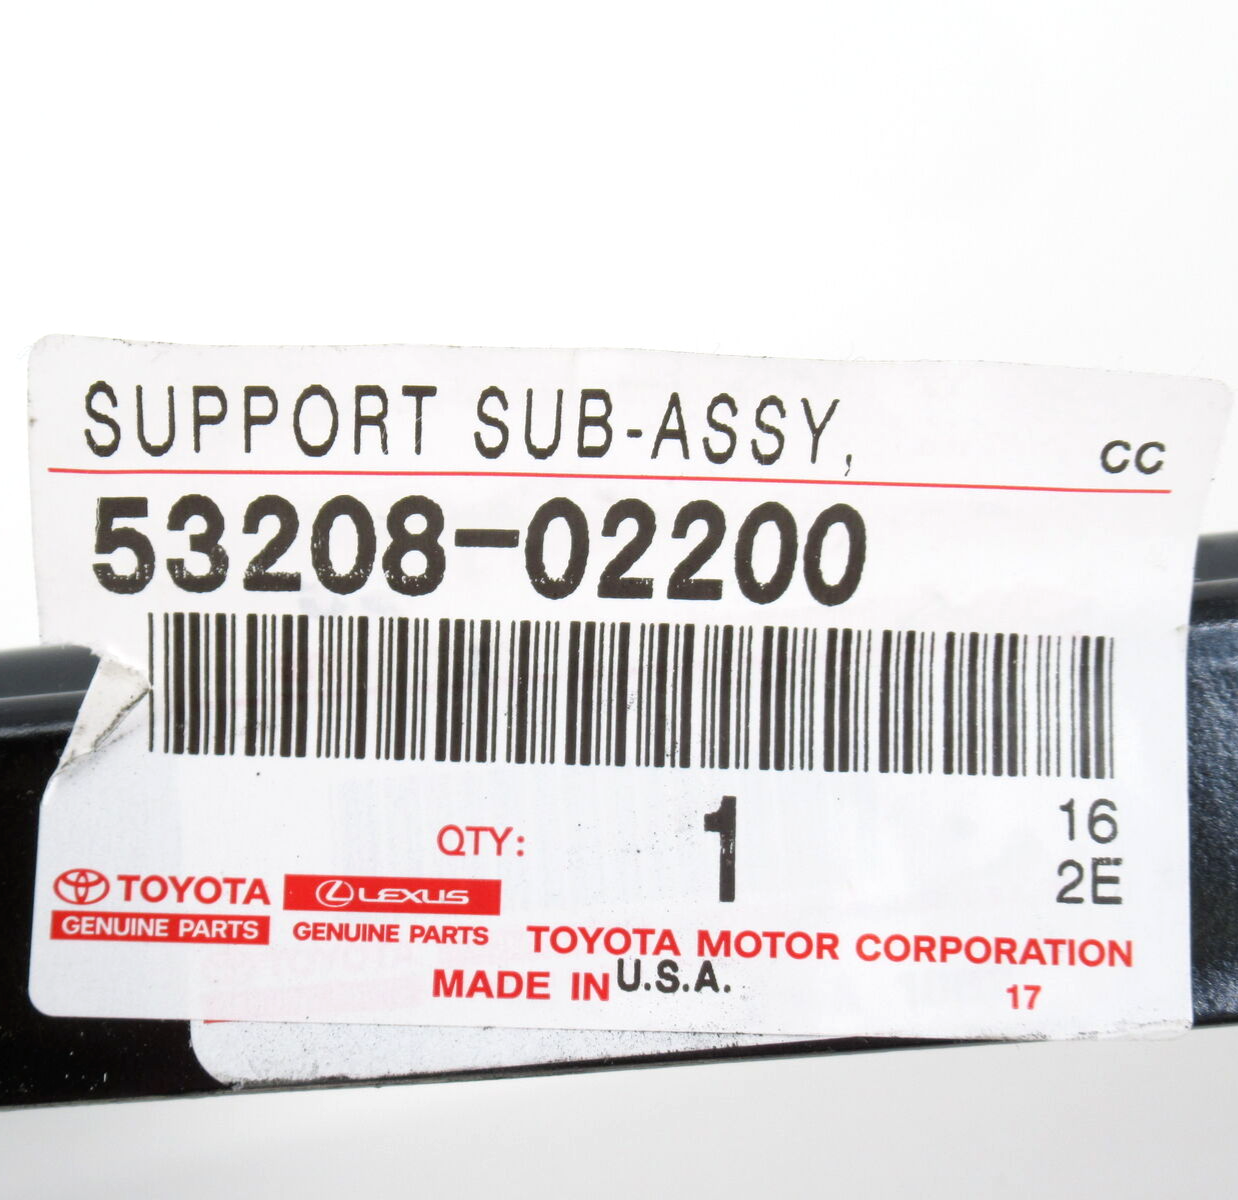 SUPPORT SUB-ASSY,
CC
53208-02200
QTY: 1
16
2E
TOYOTA
GENUINE PARTS
LEXUS
GENUINE PARTS
TOYOTA MOTOR CORPORATION
MADE IN U.S.A.
17